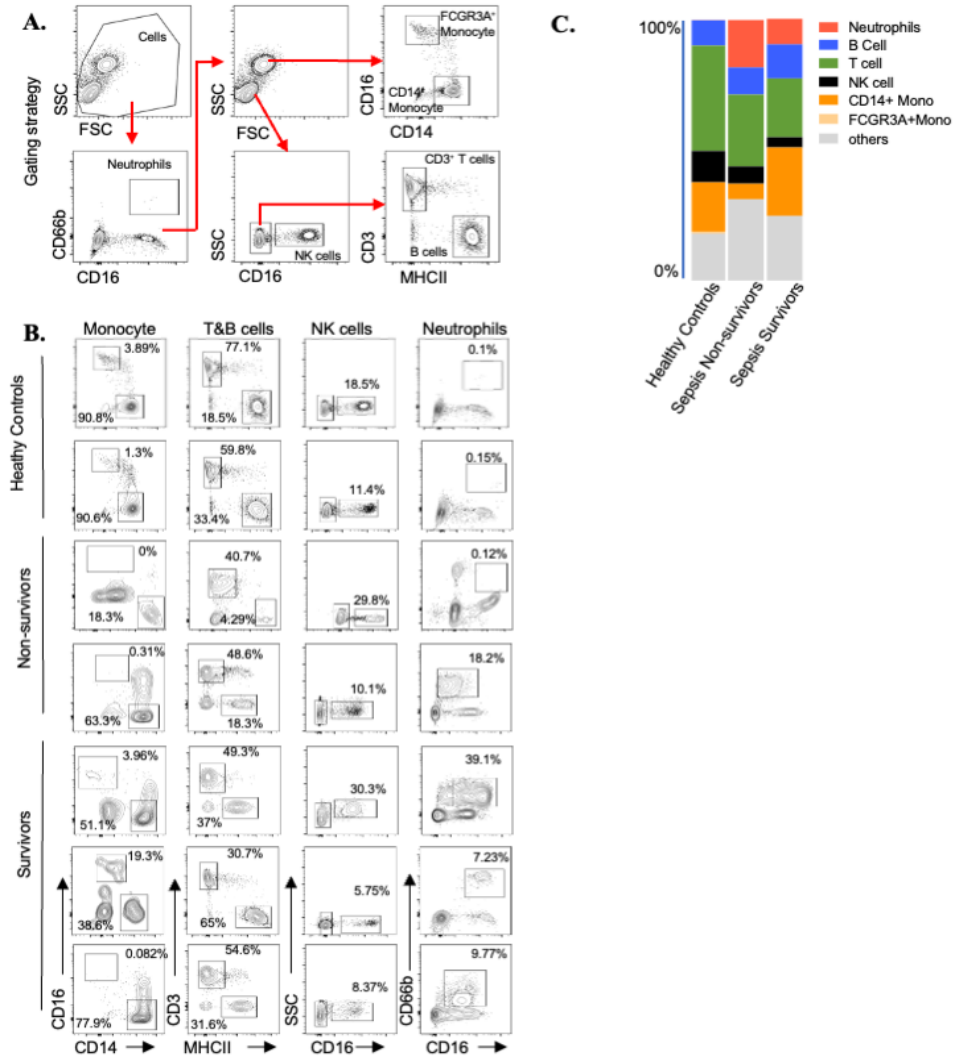 A.
Gating strategy
Cells
SSC
FSC
SSC
FSC
FCGR3A⁺
Monocyte
CD14⁺
Monocyte
CD16
CD14
Neutrophils
CD66b
CD16
SSC
NK cells
CD16
CD3⁺ T cells
B cells
CD3
MHCII
C.
100%
0%
Healthy Controls
Sepsis Non-survivors
Sepsis Survivors
Neutrophils
B Cell
T cell
NK cell
CD14+ Mono
FCGR3A+Mono
others
B.
Monocyte
T&B cells
NK cells
Neutrophils
Heathy Controls
3.89%
90.8%
77.1%
18.5%
18.5%
0.1%
1.3%
90.6%
59.8%
33.4%
11.4%
0.15%
Non-survivors
0%
18.3%
40.7%
4.29%
29.8%
0.12%
0.31%
63.3%
48.6%
18.3%
10.1%
18.2%
Survivors
3.96%
51.1%
49.3%
37%
30.3%
39.1%
19.3%
38.6%
30.7%
65%
5.75%
7.23%
0.082%
77.9%
54.6%
31.6%
8.37%
9.77%
CD16
CD14
CD3
MHCII
SSC
CD16
CD66b
CD16